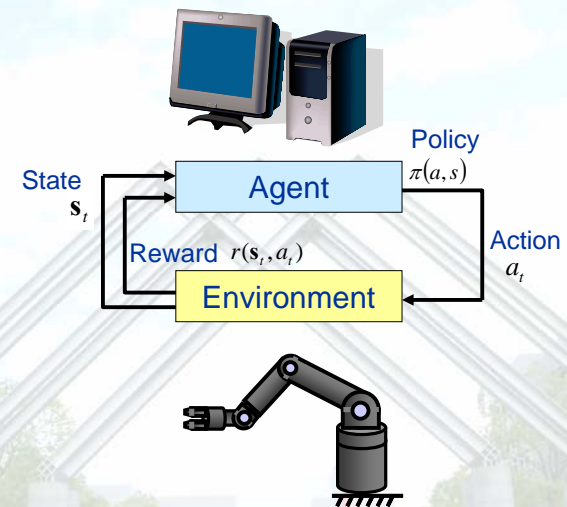 Policy
π(a, s)
State
s_t
Agent
Action
a_t
Reward r(s_t, a_t)
Environment